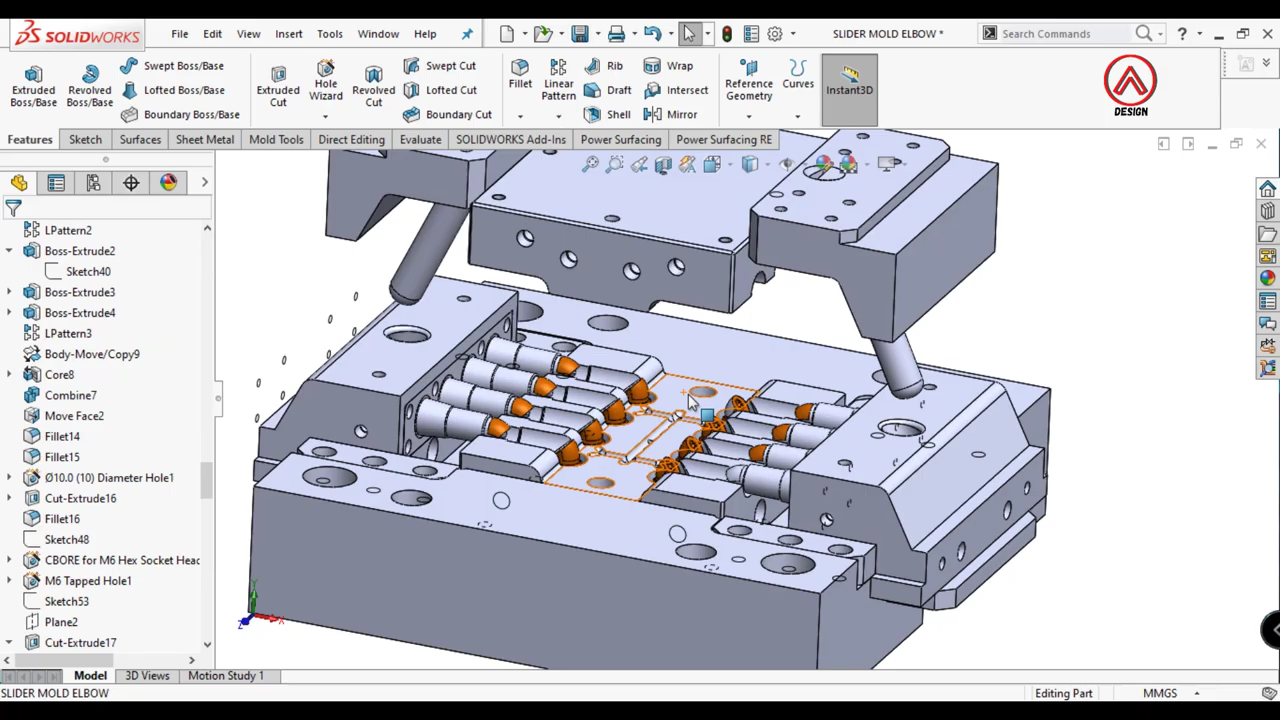 SOLIDWORKS File Edit View Insert Tools Window Help SLIDER MOLD ELBOW * Search Commands ?
Extruded Boss/Base
Revolved Boss/Base
Swept Boss/Base
Lofted Boss/Base
Boundary Boss/Base
Extruded Cut
Hole Wizard
Revolved Cut
Swept Cut
Lofted Cut
Boundary Cut
Fillet
Linear Pattern
Rib
Draft
Shell
Wrap
Intersect
Mirror
Reference Geometry
Curves
Instant3D
DESIGN
Features Sketch Surfaces Sheet Metal Mold Tools Direct Editing Evaluate SOLIDWORKS Add-Ins Power Surfacing Power Surfacing RE
LPattern2
Boss-Extrude2
Sketch40
Boss-Extrude3
Boss-Extrude4
LPattern3
Body-Move/Copy9
Core8
Combine7
Move Face2
Fillet14
Fillet15
Ø10.0 (10) Diameter Hole1
Cut-Extrude16
Fillet16
Sketch48
CBORE for M6 Hex Socket Head
M6 Tapped Hole1
Sketch53
Plane2
Cut-Extrude17
Y
X
Z
Model 3D Views Motion Study 1
SLIDER MOLD ELBOW Editing Part MMGS